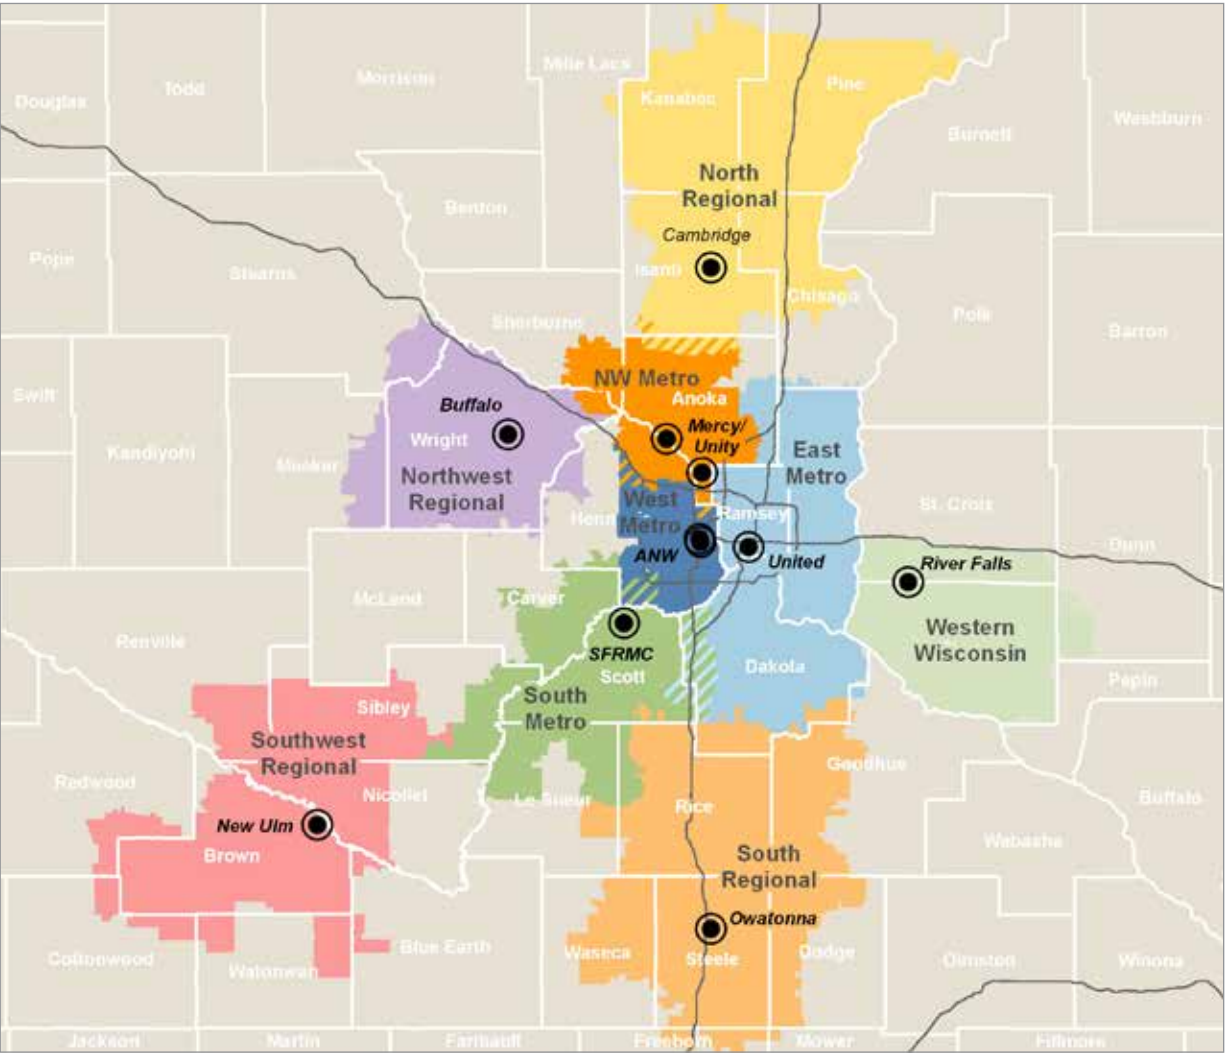 Mille Lacs
Morrison
Todd
Douglas
Kanabec
Pine
Washburn
Burnett
North
Regional
Benton
Cambridge
Pope
Stearns
Isanti
Chisago
Sherburne
Polk
Barron
NW Metro
Anoka
Swift
Buffalo
Mercy/
Unity
Wright
Kandiyohi
Meeker
East
Metro
Northwest
Regional
West
Metro
Henn
Ramsey
St. Croix
Dunn
ANW
United
River Falls
Carver
McLeod
Renville
Western
Wisconsin
SFRMC
Scott
Dakota
Pepin
South
Metro
Sibley
Southwest
Regional
Redwood
Nicollet
Le Sueur
Goodhue
Rice
Buffalo
New Ulm
Brown
Wabasha
South
Regional
Owatonna
Blue Earth
Waseca
Steele
Dodge
Olmsted
Winona
Cottonwood
Watonwan
Jackson
Martin
Faribault
Freeborn
Mower
Fillmore